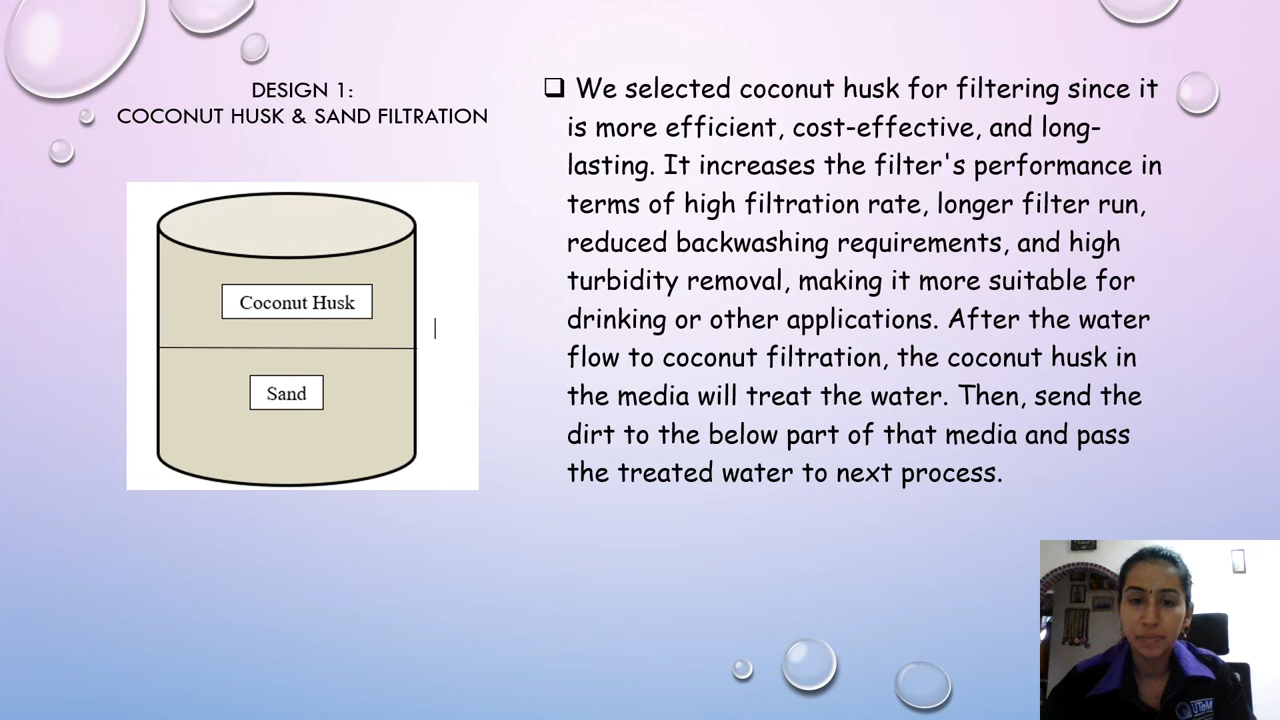 DESIGN 1:
COCONUT HUSK & SAND FILTRATION
Coconut Husk
Sand
We selected coconut husk for filtering since it
is more efficient, cost-effective, and long-
lasting. It increases the filter's performance in
terms of high filtration rate, longer filter run,
reduced backwashing requirements, and high
turbidity removal, making it more suitable for
drinking or other applications. After the water
flow to coconut filtration, the coconut husk in
the media will treat the water. Then, send the
dirt to the below part of that media and pass
the treated water to next process.
UTeM